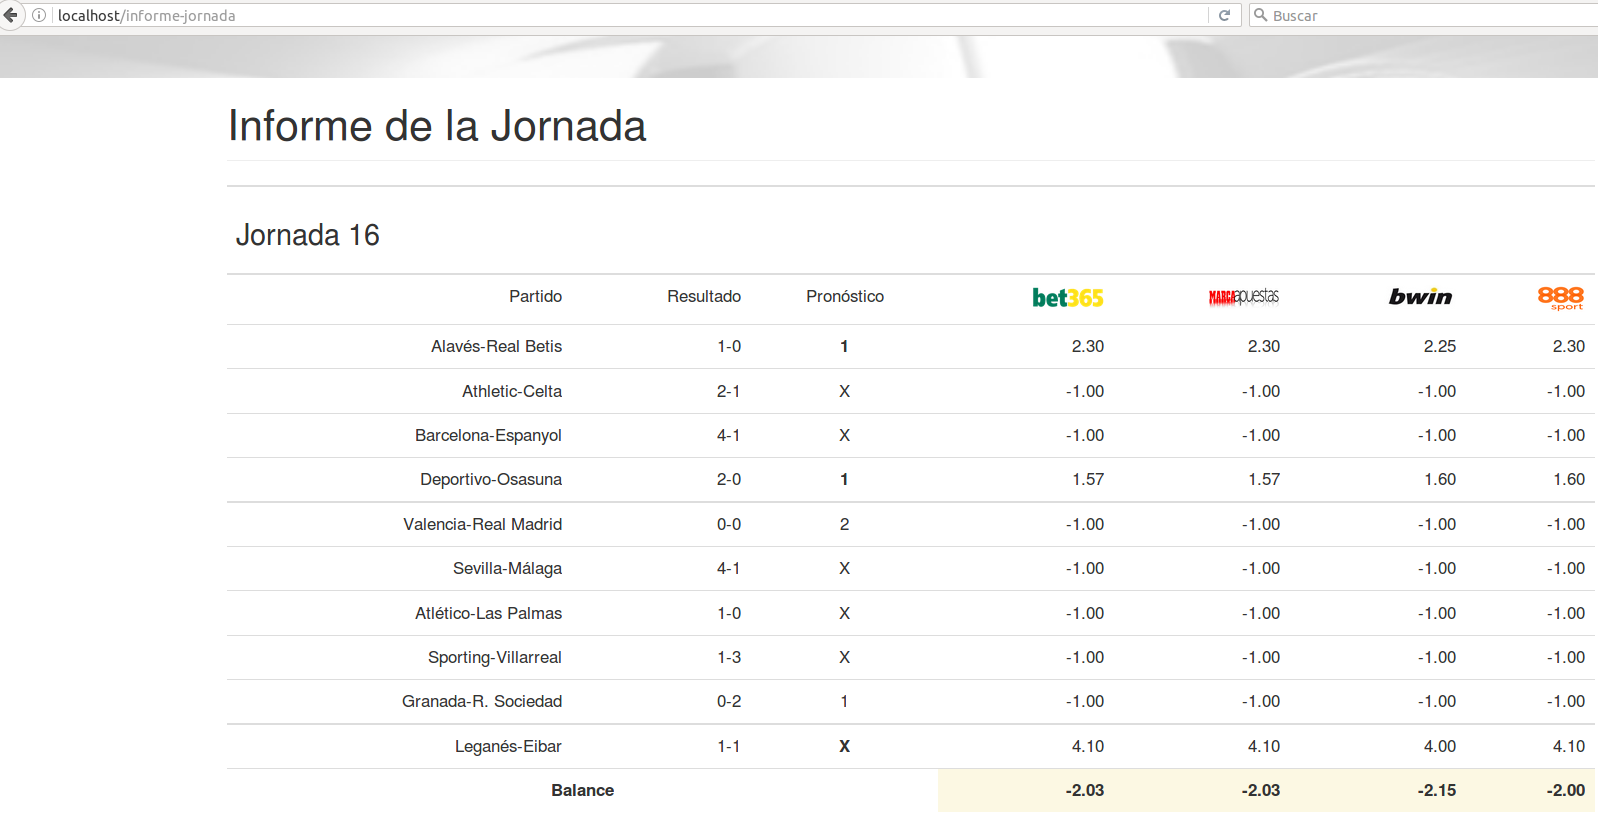 localhost/informe-jornada Buscar
Informe de la Jornada
Jornada 16
Partido Resultado Pronóstico bet365 MARCAapuestas bwin 888 sport
Alavés-Real Betis 1-0 1 2.30 2.30 2.25 2.30
Athletic-Celta 2-1 X -1.00 -1.00 -1.00 -1.00
Barcelona-Espanyol 4-1 X -1.00 -1.00 -1.00 -1.00
Deportivo-Osasuna 2-0 1 1.57 1.57 1.60 1.60
Valencia-Real Madrid 0-0 2 -1.00 -1.00 -1.00 -1.00
Sevilla-Málaga 4-1 X -1.00 -1.00 -1.00 -1.00
Atlético-Las Palmas 1-0 X -1.00 -1.00 -1.00 -1.00
Sporting-Villarreal 1-3 X -1.00 -1.00 -1.00 -1.00
Granada-R. Sociedad 0-2 1 -1.00 -1.00 -1.00 -1.00
Leganés-Eibar 1-1 X 4.10 4.10 4.00 4.10
Balance -2.03 -2.03 -2.15 -2.00